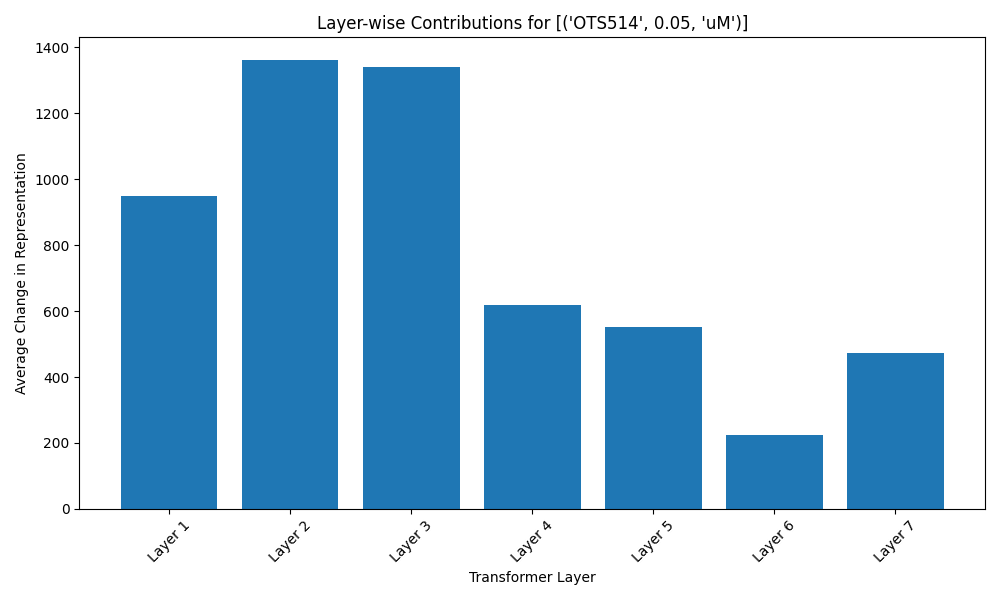 Layer-wise Contributions for [('OTS514', 0.05, 'uM')]
Average Change in Representation
1400
1200
1000
800
600
400
200
0
Layer 1
Layer 2
Layer 3
Layer 4
Layer 5
Layer 6
Layer 7
Transformer Layer